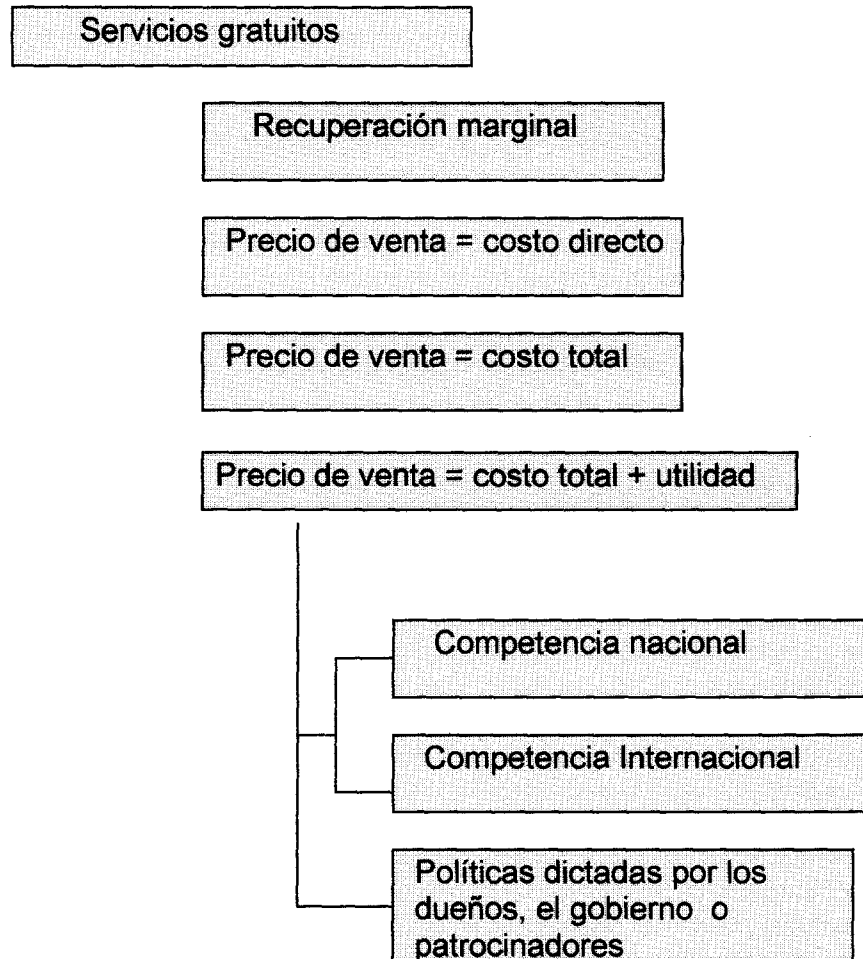 Servicios gratuitos
Recuperación marginal
Precio de venta = costo directo
Precio de venta = costo total
Precio de venta = costo total + utilidad
Competencia nacional
Competencia Internacional
Políticas dictadas por los
dueños, el gobierno o
patrocinadores